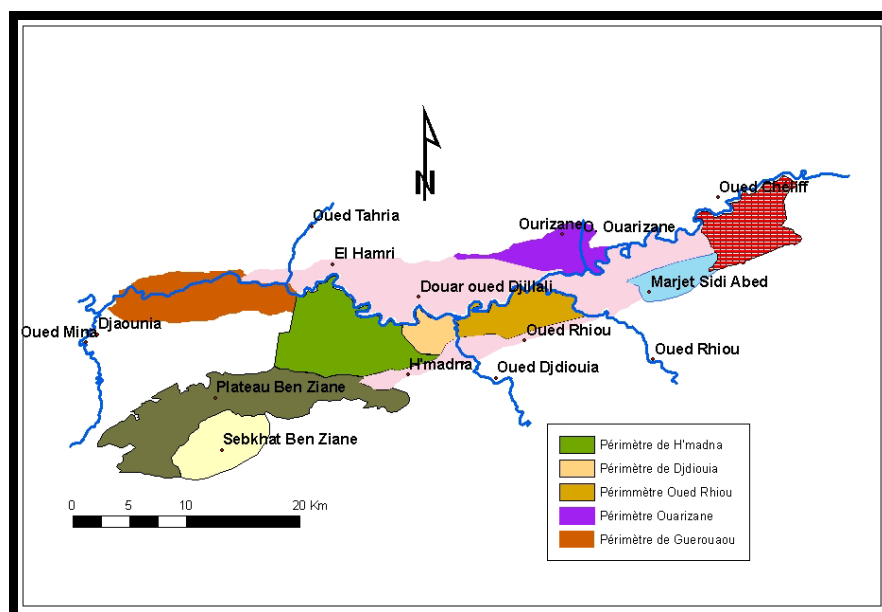 N
Oued Chéliff
Oued Tahria
Ourizane
O. Ouarizane
El Hamri
Marjet Sidi Abed
Douar oued Djillali
Oued Mina
Djaounia
Oued Rhiou
Oued Rhiou
H'madna
Oued Djdiouia
Plateau Ben Ziane
Sebkhat Ben Ziane
Périmètre de H'madna
Périmètre de Djdiouia
Périmmètre Oued Rhiou
Périmètre Ouarizane
Périmètre de Guerouaou
0 5 10 20 Km